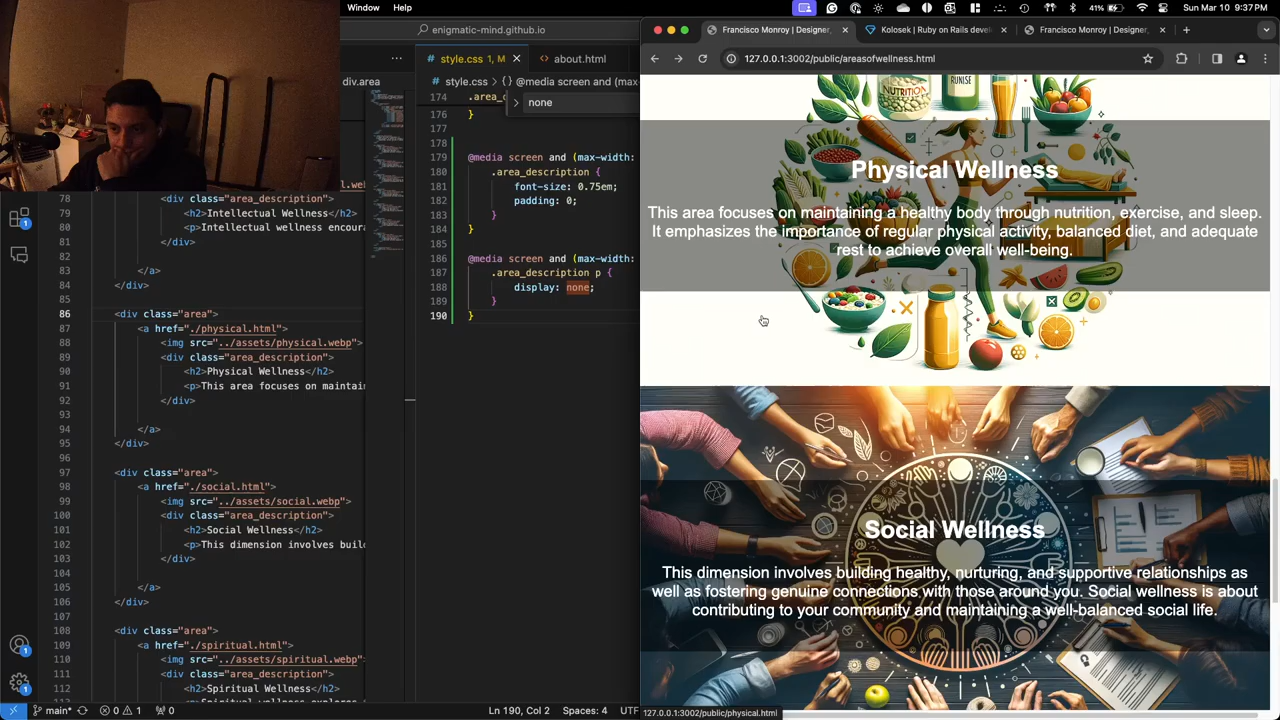 Window Help
41% Sun Mar 10 9:37 PM
enigmatic-mind.github.io
style.css 1, M
about.html
div.area
style.css > {} @media screen and (max-
none
174 .area_c
176 }
177
178
179 @media screen and (max-width:
180 .area_description {
181 font-size: 0.75em;
182 padding: 0;
183 }
184 }
185
186 @media screen and (max-width:
187 .area_description p {
188 display: none;
189 }
190 }
78 <div class="area_description">
79 <h2>Intellectual Wellness</h2>
80 <p>Intellectual wellness encour
81 </div>
82
83 </a>
84 </div>
85
86 <div class="area">
87 <a href="./physical.html">
88 <img src="../assets/physical.webp"
89 <div class="area_description">
90 <h2>Physical Wellness</h2>
91 <p>This area focuses on maintain
92 </div>
93
94 </a>
95 </div>
96
97 <div class="area">
98 <a href="./social.html">
99 <img src="../assets/social.webp">
100 <div class="area_description">
101 <h2>Social Wellness</h2>
102 <p>This dimension involves buil
103 </div>
104
105 </a>
106 </div>
107
108 <div class="area">
109 <a href="./spiritual.html">
110 <img src="../assets/spiritual.webp
111 <div class="area_description">
112 <h2>Spiritual Wellness</h2>
main* 0 1 0
Ln 190, Col 2 Spaces: 4 UTF
Francisco Monroy | Designer,
Kolosek | Ruby on Rails devel
Francisco Monroy | Designer,
127.0.0.1:3002/public/areasofwellness.html
NUTRITION
RUNISE
Physical Wellness
This area focuses on maintaining a healthy body through nutrition, exercise, and sleep.
It emphasizes the importance of regular physical activity, balanced diet, and adequate
rest to achieve overall well-being.
Social Wellness
This dimension involves building healthy, nurturing, and supportive relationships as
well as fostering genuine connections with those around you. Social wellness is about
contributing to your community and maintaining a well-balanced social life.
127.0.0.1:3002/public/physical.html